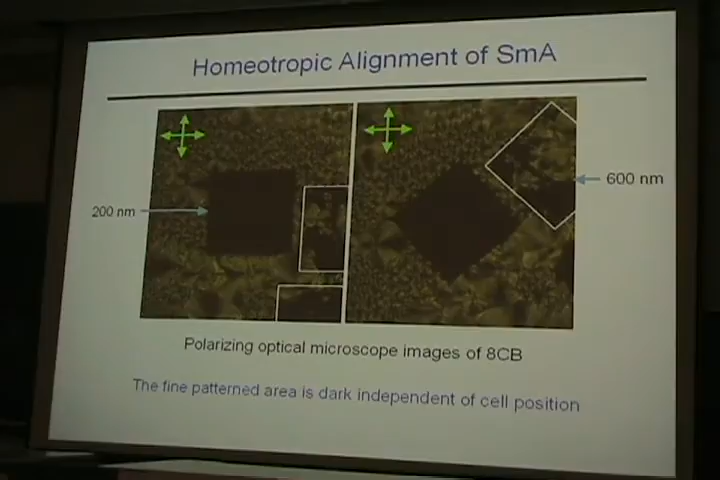 Homeotropic Alignment of SmA
200 nm
600 nm
Polarizing optical microscope images of 8CB
The fine patterned area is dark independent of cell position